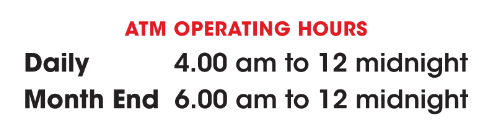 ATM OPERATING HOURS
Daily 4.00 am to 12 midnight
Month End 6.00 am to 12 midnight